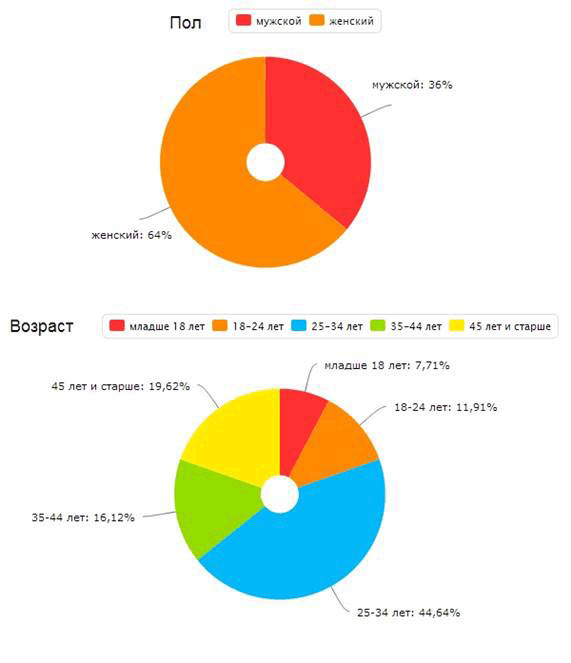 Пол
мужской женский
мужской: 36%
женский: 64%
Возраст
младше 18 лет 18-24 лет 25-34 лет 35-44 лет 45 лет и старше
младше 18 лет: 7,71%
45 лет и старше: 19,62%
18-24 лет: 11,91%
35-44 лет: 16,12%
25-34 лет: 44,64%